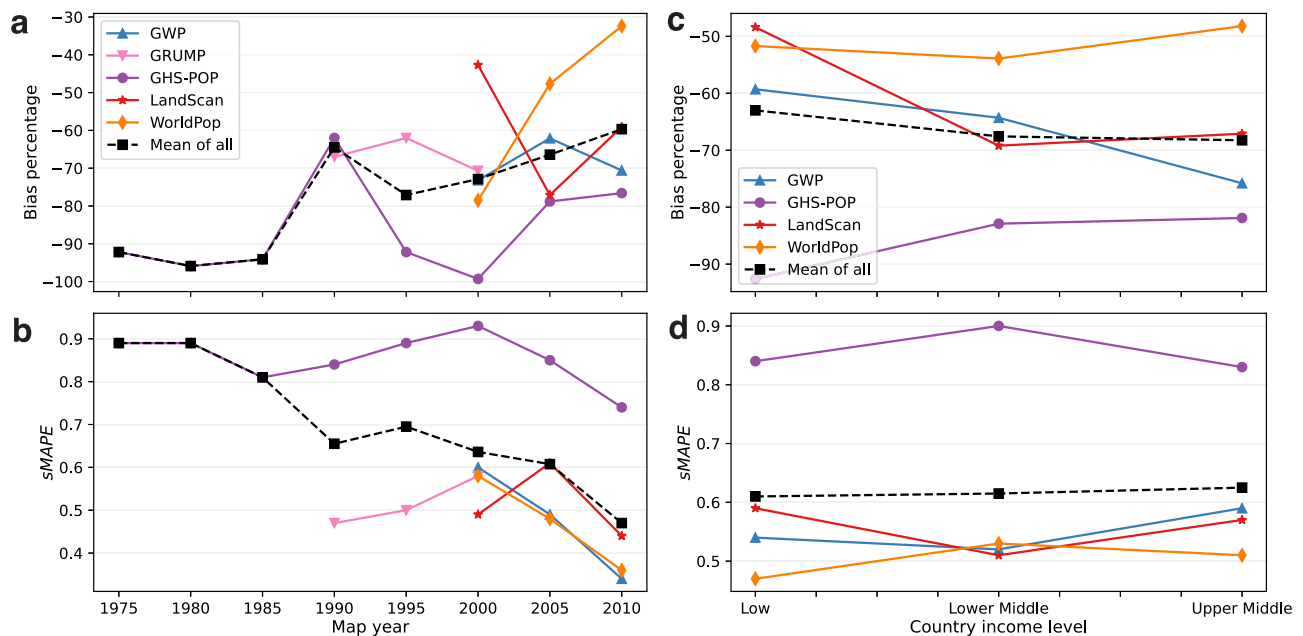 a
Bias percentage
−30
−40
−50
−60
−70
−80
−90
−100
GWP
GRUMP
GHS-POP
LandScan
WorldPop
Mean of all
b
sMAPE
0.9
0.8
0.7
0.6
0.5
0.4
1975 1980 1985 1990 1995 2000 2005 2010
Map year
c
Bias percentage
−50
−60
−70
−80
−90
GWP
GHS-POP
LandScan
WorldPop
Mean of all
d
sMAPE
0.9
0.8
0.7
0.6
0.5
Low Lower Middle Upper Middle
Country income level